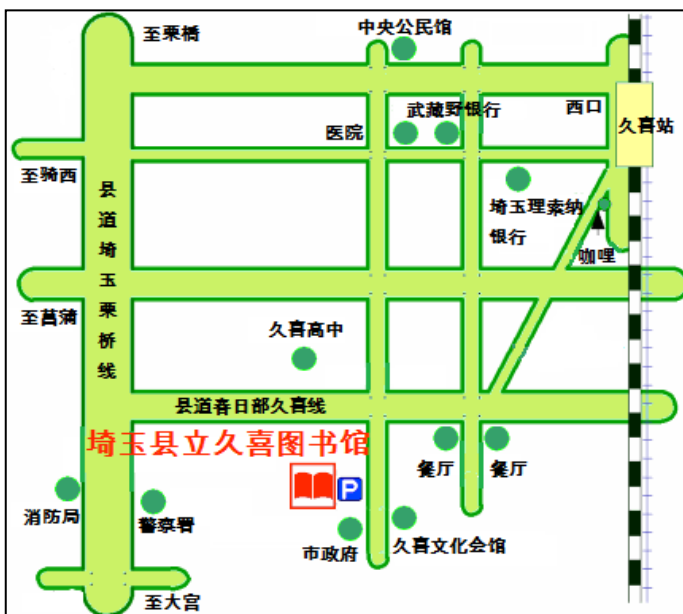 至栗橋
中央公民馆
西口
武藏野银行
医院
久喜站
至骑西
埼玉理索纳
银行
咖哩
县道埼玉栗桥线
至菖蒲
久喜高中
县道春日部久喜线
埼玉县立久喜图书馆
P
餐厅
餐厅
消防局
警察署
市政府
久喜文化会馆
至大宫